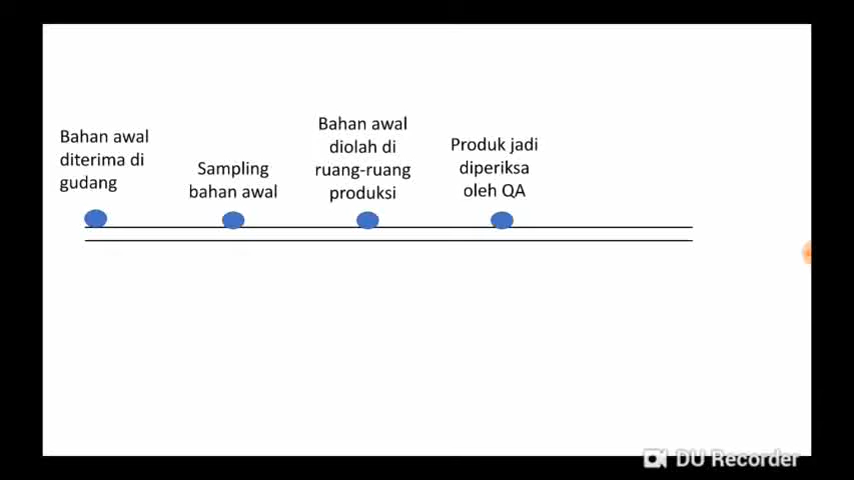 Bahan awal
diterima di
gudang
Sampling
bahan awal
Bahan awal
diolah di
ruang-ruang
produksi
Produk jadi
diperiksa
oleh QA
DU Recorder